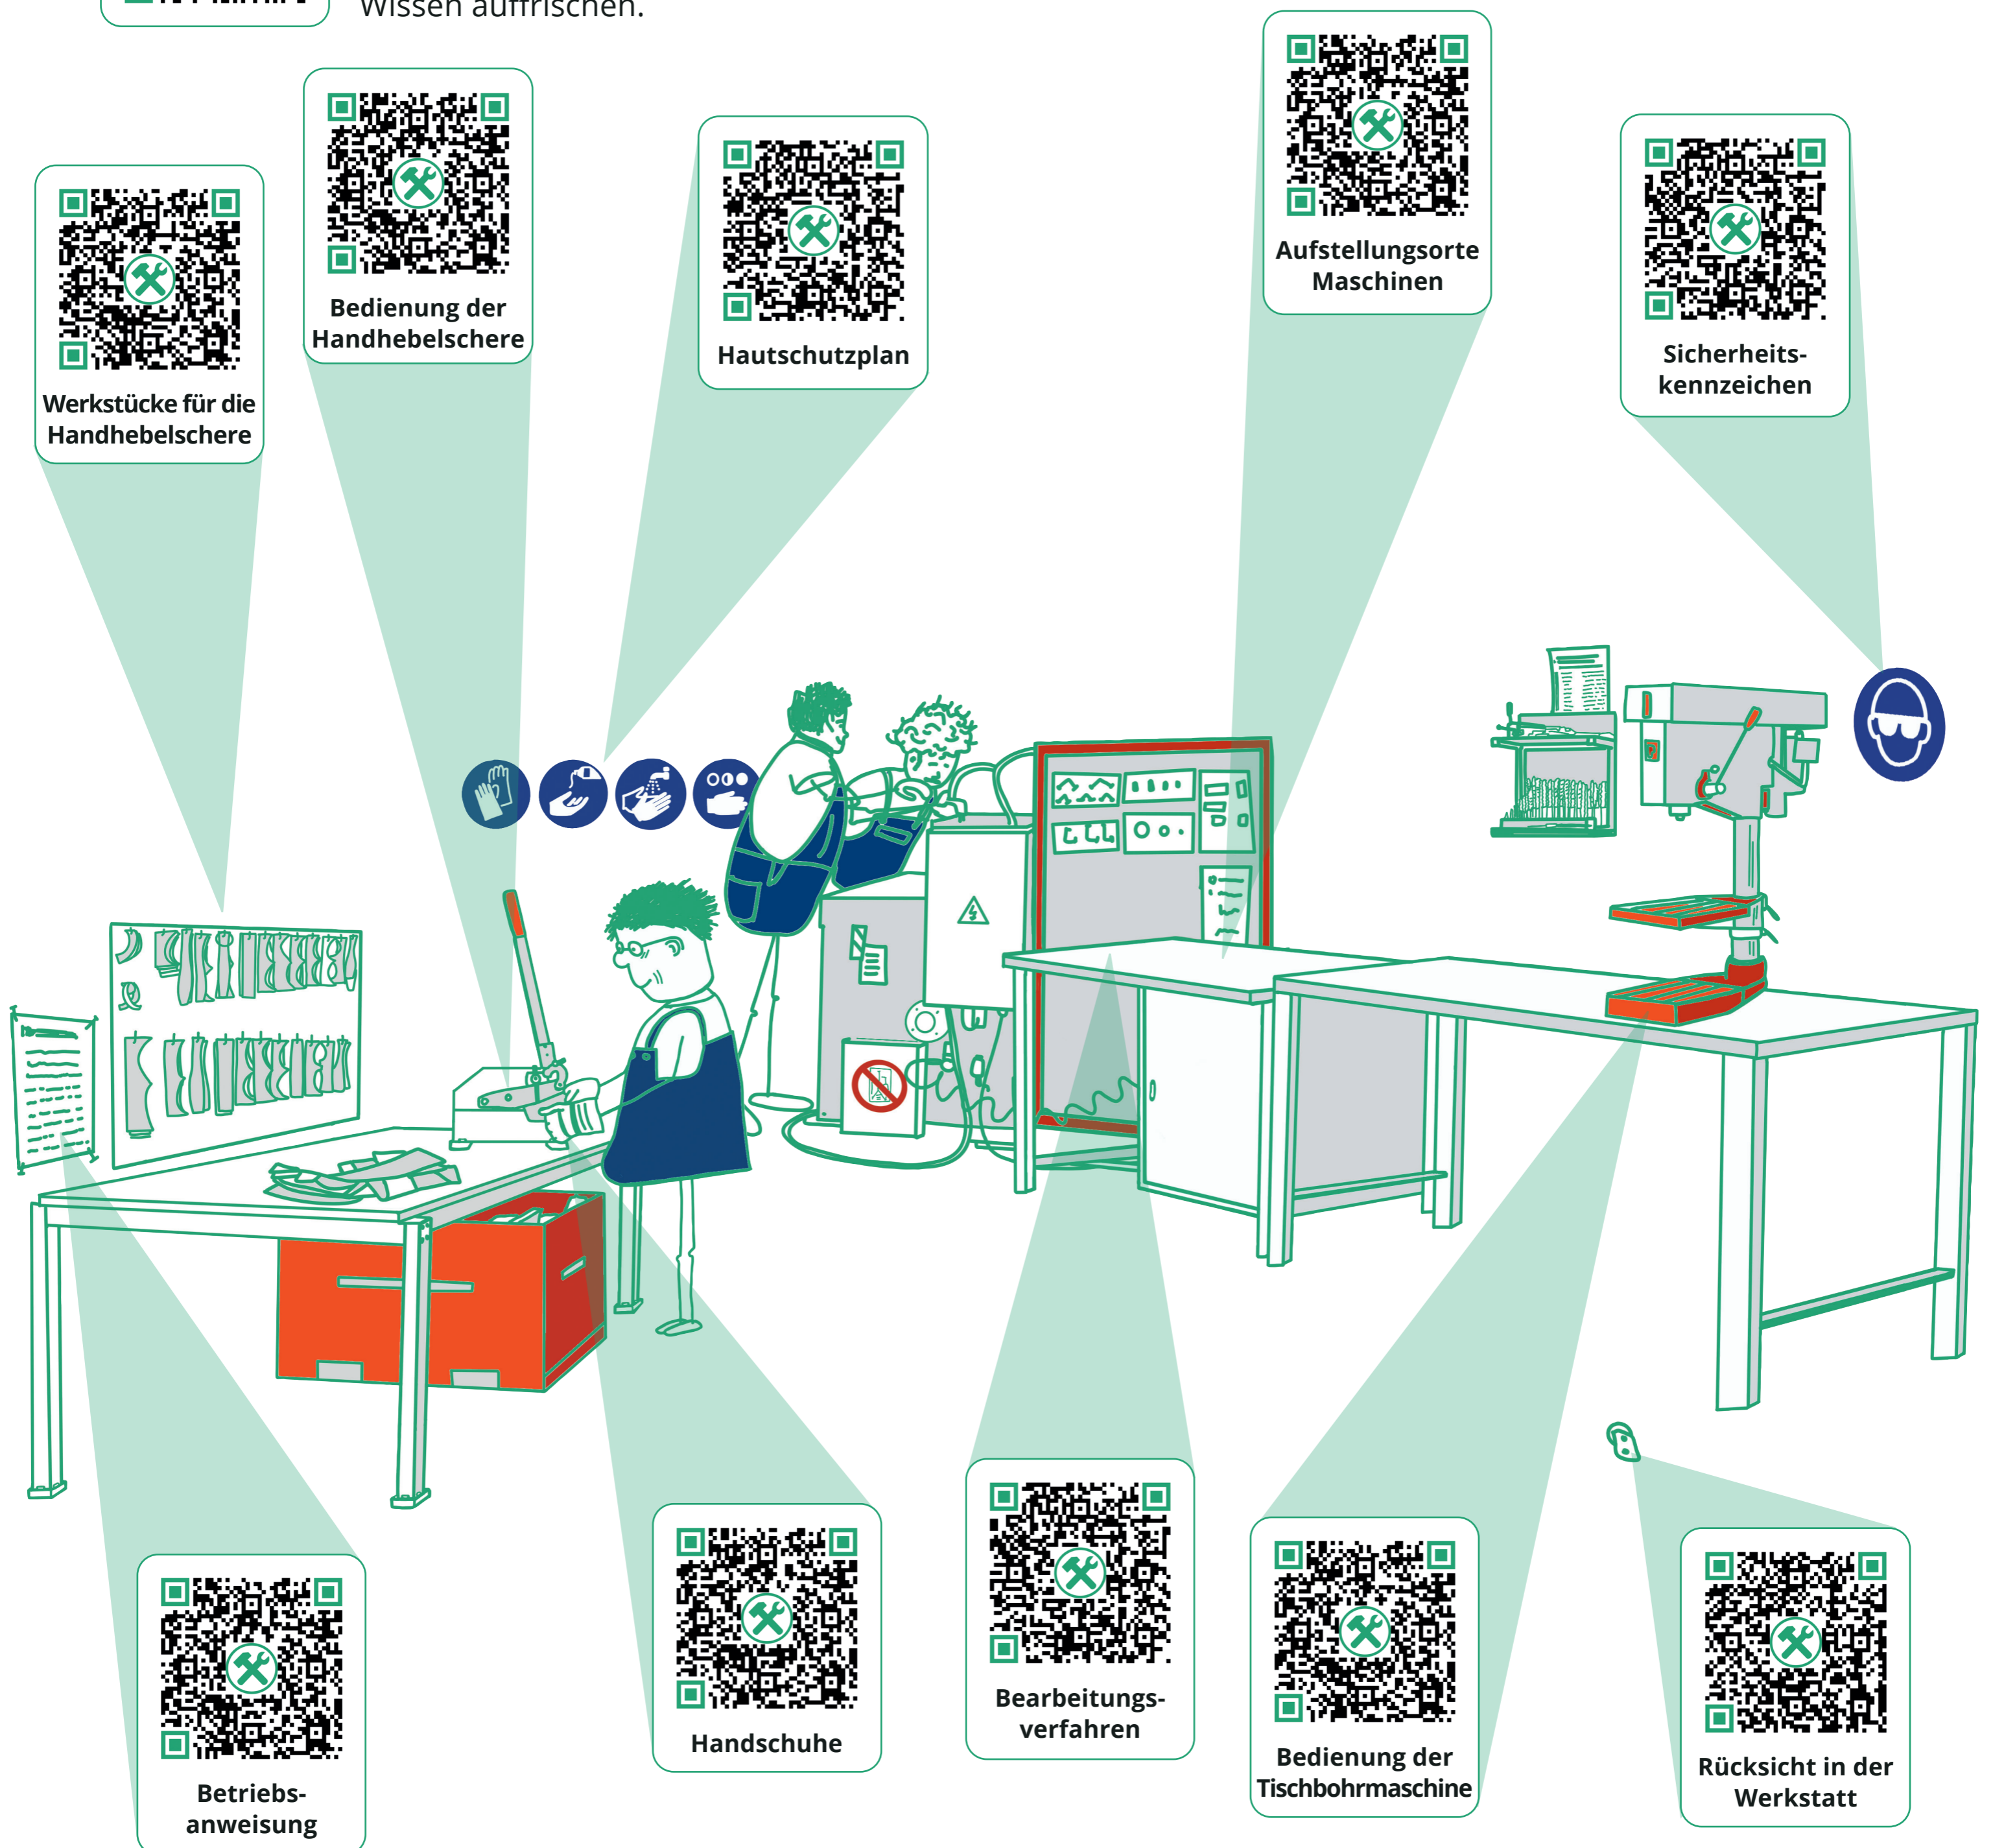 Wissen auffrischen.
Aufstellungsorte
Maschinen
Bedienung der
Handhebelschere
Hautschutzplan
Sicherheits-
kennzeichen
Werkstücke für die
Handhebelschere
Bearbeitungs-
verfahren
Handschuhe
Bedienung der
Tischbohrmaschine
Rücksicht in der
Werkstatt
Betriebs-
anweisung